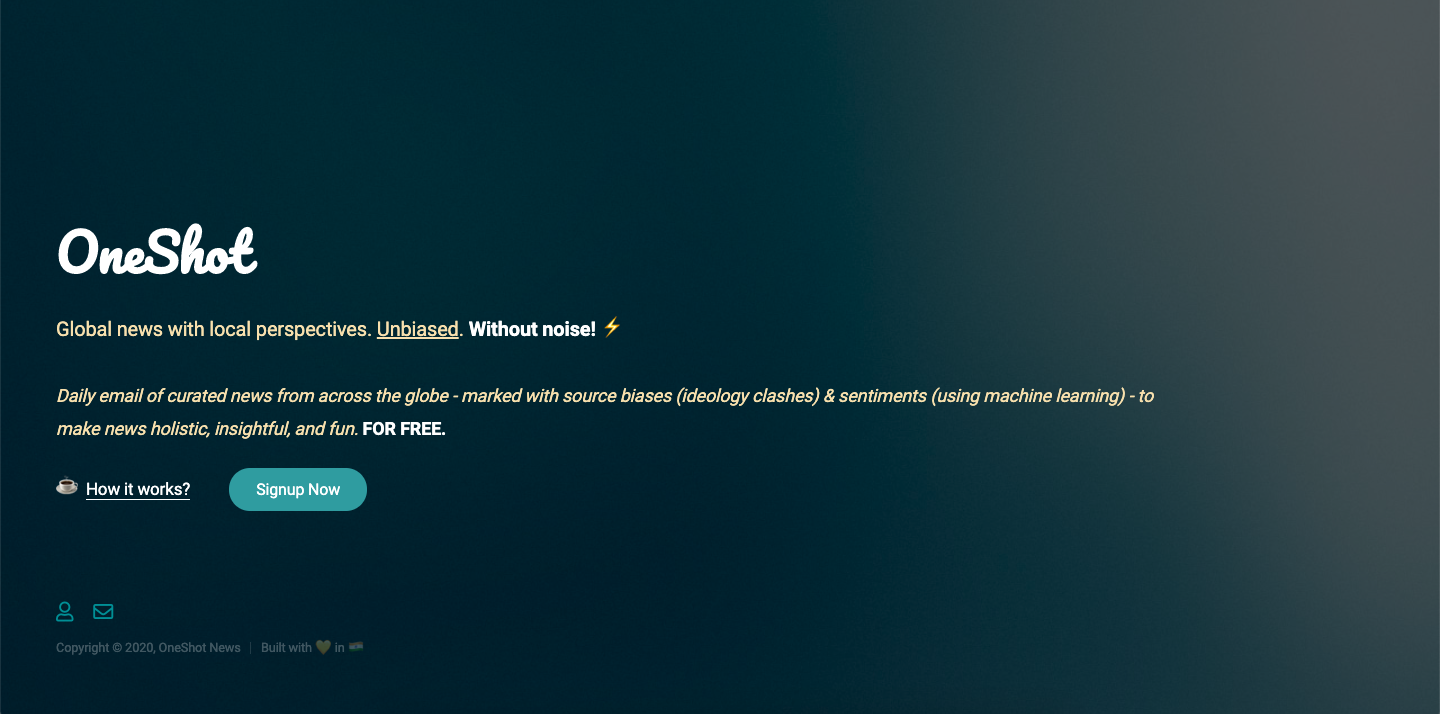 OneShot
Global news with local perspectives. Unbiased. Without noise! ⚡
Daily email of curated news from across the globe - marked with source biases (ideology clashes) & sentiments (using machine learning) - to
make news holistic, insightful, and fun. FOR FREE.
☕ How it works? Signup Now
Copyright © 2020, OneShot News | Built with 💛 in